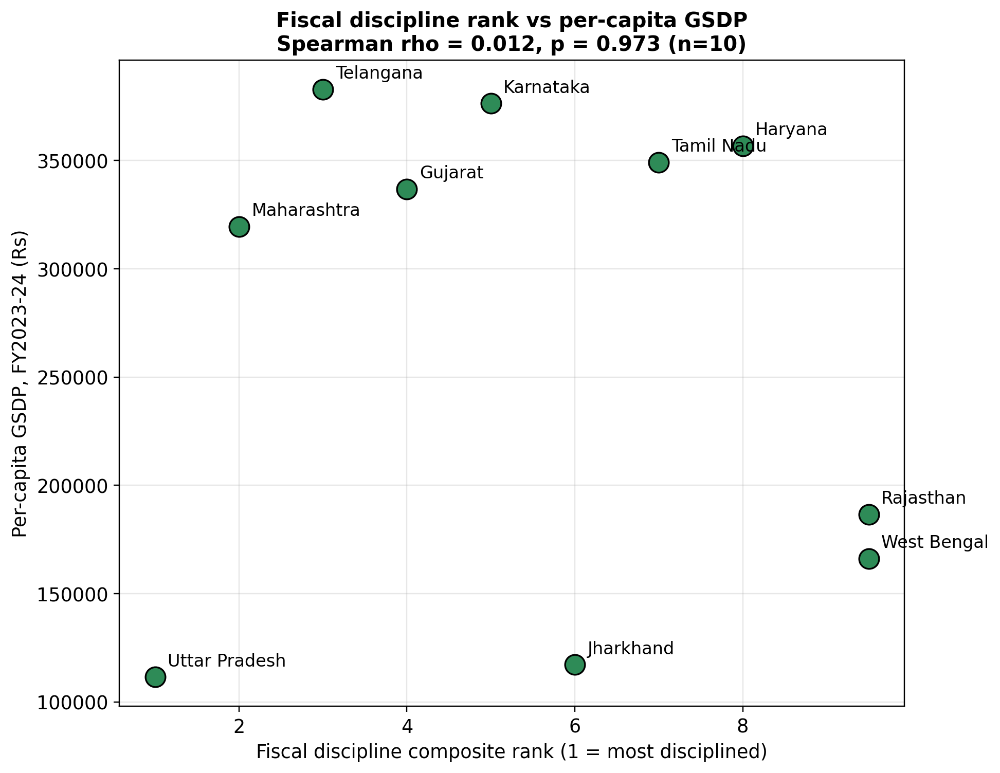 Fiscal discipline rank vs per-capita GSDP
Spearman rho = 0.012, p = 0.973 (n=10)
Telangana
Karnataka
Haryana
Tamil Nadu
Gujarat
Maharashtra
Rajasthan
West Bengal
Jharkhand
Uttar Pradesh
350000
300000
250000
200000
150000
100000
Per-capita GSDP, FY2023-24 (Rs)
2 4 6 8
Fiscal discipline composite rank (1 = most disciplined)